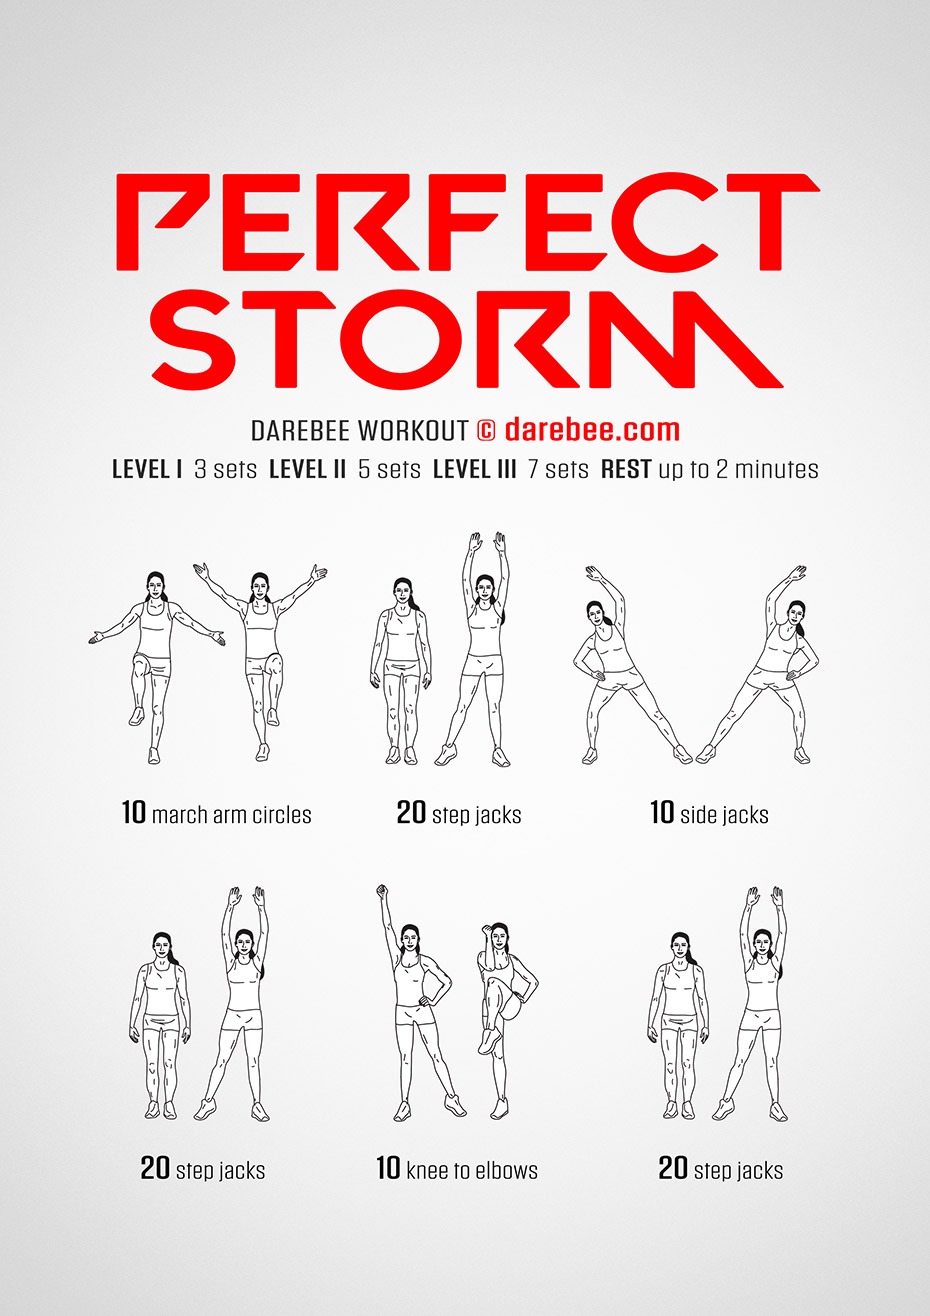 PERFECT
STORM
DAREBEE WORKOUT © darebee.com
LEVEL I 3 sets LEVEL II 5 sets LEVEL III 7 sets REST up to 2 minutes
10 march arm circles
20 step jacks
10 side jacks
20 step jacks
10 knee to elbows
20 step jacks